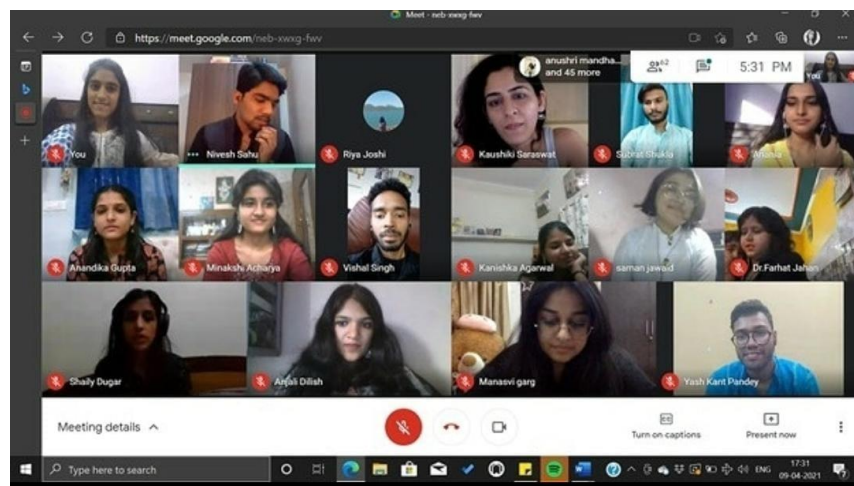 Meet - neb-xwxg-fwv
https://meet.google.com/neb-xwxg-fwv
anushri mandha...
and 45 more
62
5:31 PM
You
You
Nivesh Sahu
Riya Joshi
Kaushiki Saraswat
Subrat Shukla
Anandika Gupta
Minakshi Acharya
Vishal Singh
Kanishka Agarwal
saman jawaid
Dr.Farhat Jahan
Shaily Dugar
Anjali Dilish
Manasvi garg
Yash Kant Pandey
Meeting details
Turn on captions
Present now
Type here to search
ENG
17:31
09-04-2021